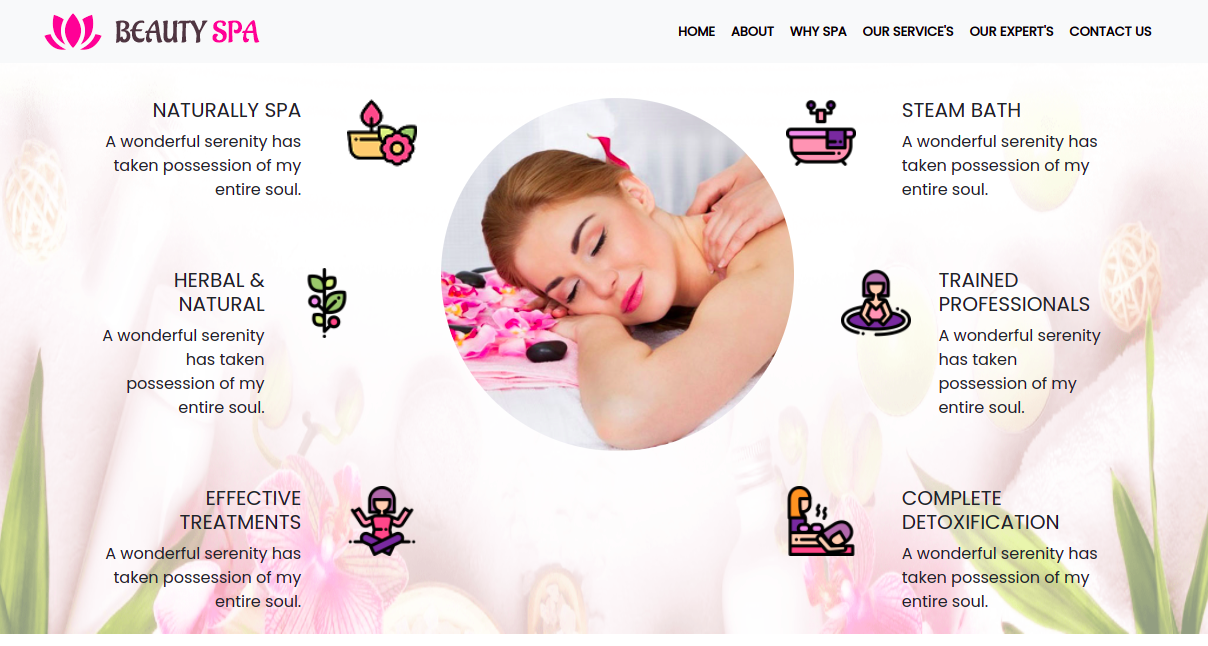 BEAUTY SPA
HOME ABOUT WHY SPA OUR SERVICE'S OUR EXPERT'S CONTACT US
NATURALLY SPA
A wonderful serenity has
taken possession of my
entire soul.
HERBAL &
NATURAL
A wonderful serenity
has taken
possession of my
entire soul.
EFFECTIVE
TREATMENTS
A wonderful serenity has
taken possession of my
entire soul.
STEAM BATH
A wonderful serenity has
taken possession of my
entire soul.
TRAINED
PROFESSIONALS
A wonderful serenity
has taken
possession of my
entire soul.
COMPLETE
DETOXIFICATION
A wonderful serenity has
taken possession of my
entire soul.